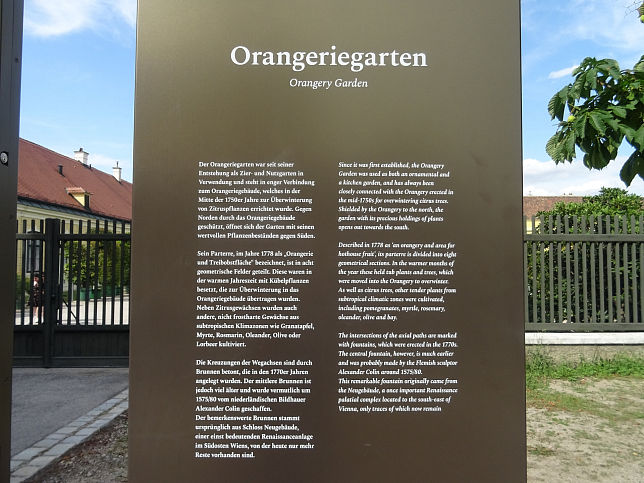 Orangeriegarten
Orangery Garden
Der Orangeriegarten war seit seiner
Entstehung als Zier- und Nutzgarten in
Verwendung und steht in enger Verbindung
zum Orangeriegebäude, welches in der
Mitte der 1750er Jahre zur Überwinterung
von Zitruspflanzen errichtet wurde. Gegen
Norden durch das Orangeriegebäude
geschützt, öffnet sich der Garten mit seinen
wertvollen Pflanzenbeständen gegen Süden.
Sein Parterre, im Jahre 1778 als „Orangerie
und Treibobstfläche“ bezeichnet, ist in acht
geometrische Felder geteilt. Diese waren in
der warmen Jahreszeit mit Kübelpflanzen
besetzt, die zur Überwinterung in das
Orangeriegebäude übertragen wurden.
Neben Zitrusgewächsen wurden auch
andere, nicht frostharte Gewächse aus
subtropischen Klimazonen wie Granatapfel,
Myrte, Rosmarin, Oleander, Olive oder
Lorbeer kultiviert.
Die Kreuzungen der Wegachsen sind durch
Brunnen betont, die in den 1770er Jahren
angelegt wurden. Der mittlere Brunnen ist
jedoch viel älter und wurde vermutlich um
1575/80 vom niederländischen Bildhauer
Alexander Colin geschaffen.
Der bemerkenswerte Brunnen stammt
ursprünglich aus Schloss Neugebäude,
einer einst bedeutenden Renaissanceanlage
im Südosten Wiens, von der heute nur mehr
Reste vorhanden sind.
Since it was first established, the Orangery
Garden was used as both an ornamental and
a kitchen garden, and has always been
closely connected with the Orangery erected in
the mid-1750s for overwintering citrus trees.
Shielded by the Orangery to the north, the
garden with its precious holdings of plants
opens out towards the south.
Described in 1778 as ‘an orangery and area for
hothouse fruit’, its parterre is divided into eight
geometrical sections. In the warmer months of
the year these held tub plants and trees, which
were moved into the Orangery to overwinter.
As well as citrus trees, other tender plants from
subtropical climatic zones were cultivated,
including pomegranates, myrtle, rosemary,
oleander, olive and bay.
The intersections of the axial paths are marked
with fountains, which were erected in the 1770s.
The central fountain, however, is much earlier
and was probably made by the Flemish sculptor
Alexander Colin around 1575/80.
This remarkable fountain originally came from
the Neugebäude, a once important Renaissance
palatial complex located to the south-east of
Vienna, only traces of which now remain